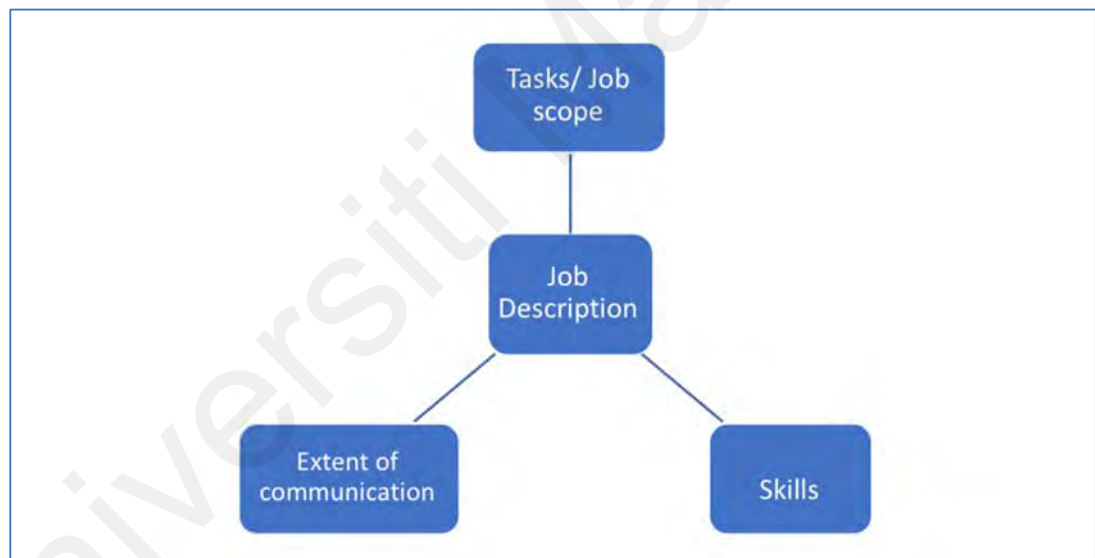 Tasks/ Job
scope
Job
Description
Extent of
communication
Skills